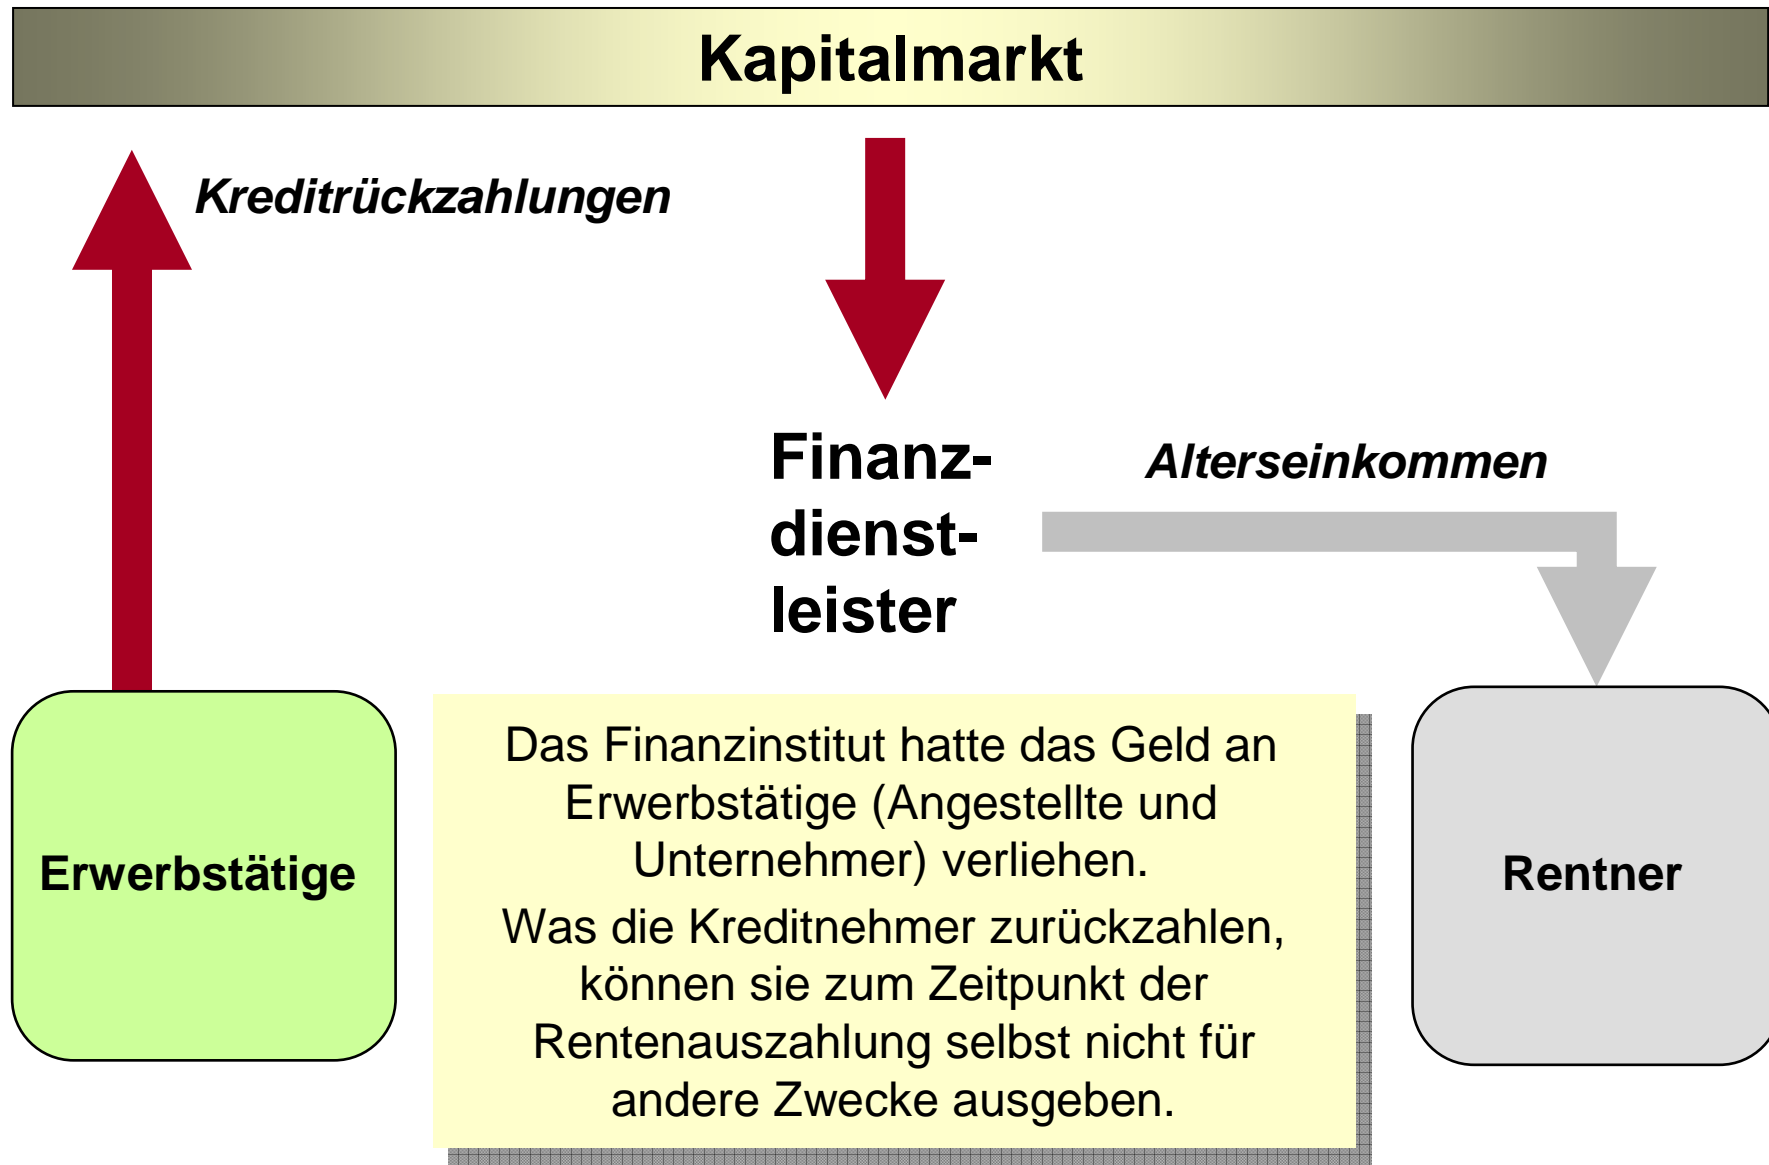 Kapitalmarkt
Kreditrückzahlungen
Finanz-
dienst-
leister
Alterseinkommen
Erwerbstätige
Das Finanzinstitut hatte das Geld an
Erwerbstätige (Angestellte und
Unternehmer) verliehen.
Was die Kreditnehmer zurückzahlen,
können sie zum Zeitpunkt der
Rentenauszahlung selbst nicht für
andere Zwecke ausgeben.
Rentner